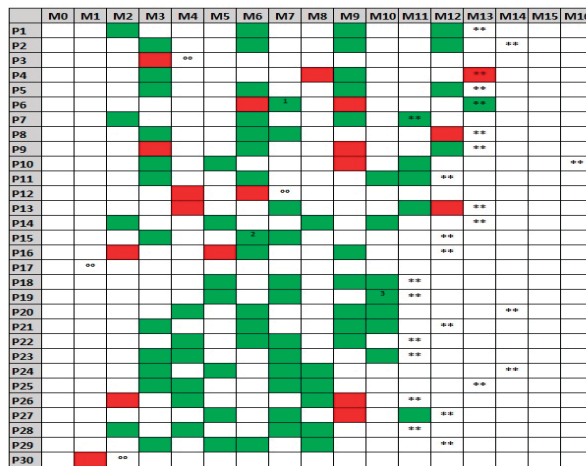 M0 M1 M2 M3 M4 M5 M6 M7 M8 M9 M10 M11 M12 M13 M14 M15 M16
P1 **
P2 **
P3 °°
P4 **
P5 **
P6 1 **
P7 **
P8 **
P9 **
P10 **
P11 **
P12 °°
P13 **
P14 **
P15 2 **
P16 **
P17 °°
P18 **
P19 3 **
P20 **
P21 **
P22 **
P23 **
P24 **
P25 **
P26 **
P27 **
P28 **
P29 **
P30 °°